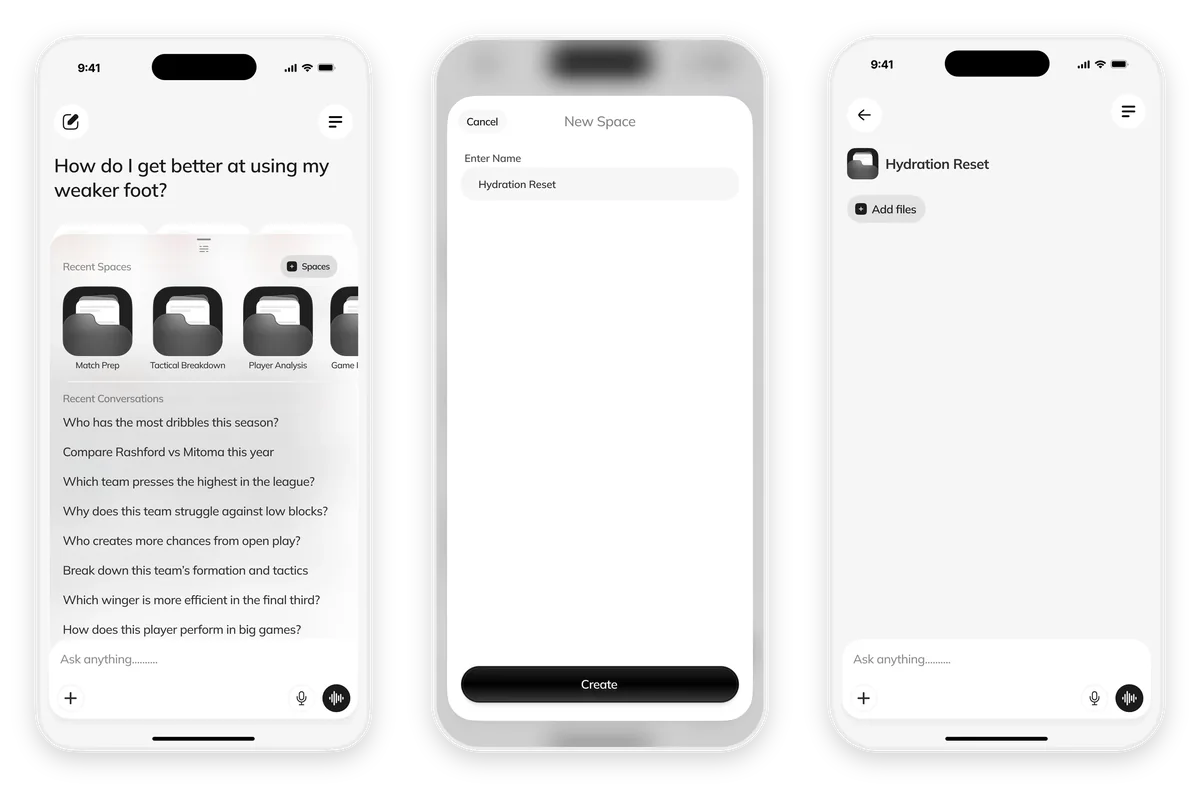 9:41
How do I get better at using my
weaker foot?
Recent Spaces
Spaces
Match Prep
Tactical Breakdown
Player Analysis
Game
Recent Conversations
Who has the most dribbles this season?
Compare Rashford vs Mitoma this year
Which team presses the highest in the league?
Why does this team struggle against low blocks?
Who creates more chances from open play?
Break down this team’s formation and tactics
Which winger is more efficient in the final third?
How does this player perform in big games?
Ask anything..........
Cancel
New Space
Enter Name
Hydration Reset
Create
9:41
Hydration Reset
Add files
Ask anything..........